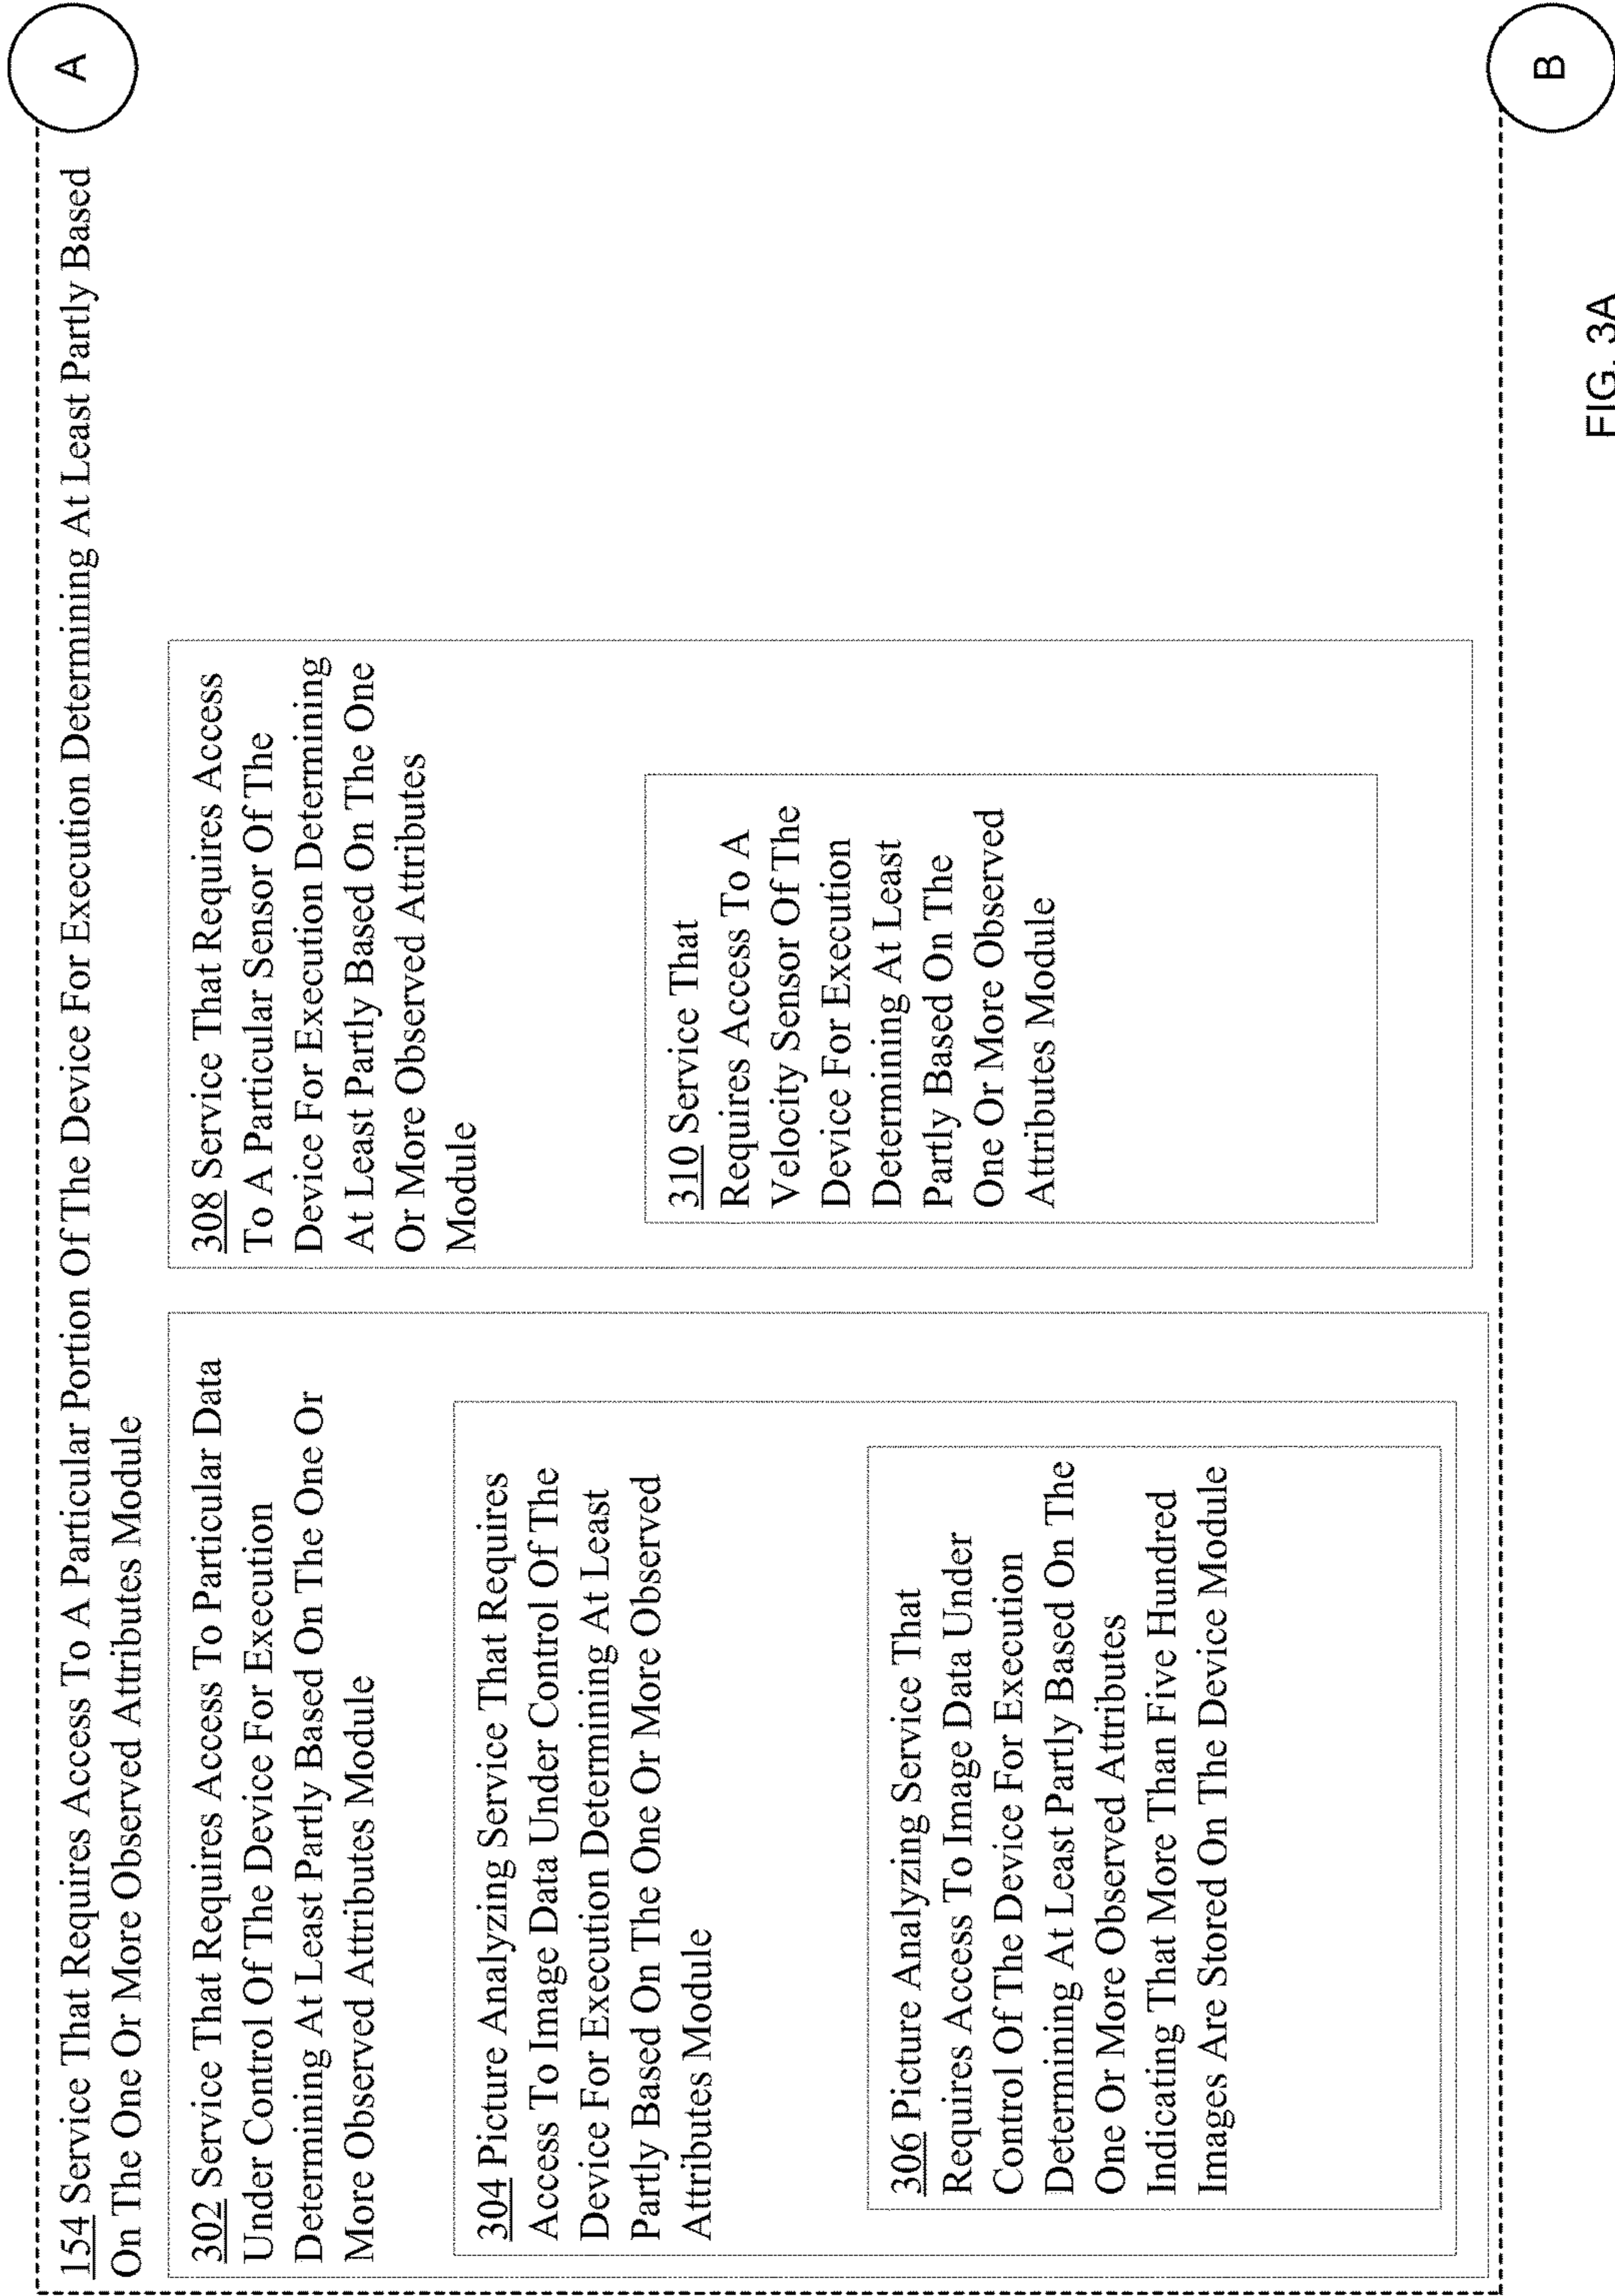 154 Service That Requires Access To A Particular Portion Of The Device For Execution Determining At Least Partly Based
On The One Or More Observed Attributes Module
302 Service That Requires Access To Particular Data
Under Control Of The Device For Execution
Determining At Least Partly Based On The One Or
More Observed Attributes Module
304 Picture Analyzing Service That Requires
Access To Image Data Under Control Of The
Device For Execution Determining At Least
Partly Based On The One Or More Observed
Attributes Module
306 Picture Analyzing Service That
Requires Access To Image Data Under
Control Of The Device For Execution
Determining At Least Partly Based On The
One Or More Observed Attributes
Indicating That More Than Five Hundred
Images Are Stored On The Device Module
308 Service That Requires Access
To A Particular Sensor Of The
Device For Execution Determining
At Least Partly Based On The One
Or More Observed Attributes
Module
310 Service That
Requires Access To A
Velocity Sensor Of The
Device For Execution
Determining At Least
Partly Based On The
One Or More Observed
Attributes Module
A
B
FIG. 3A